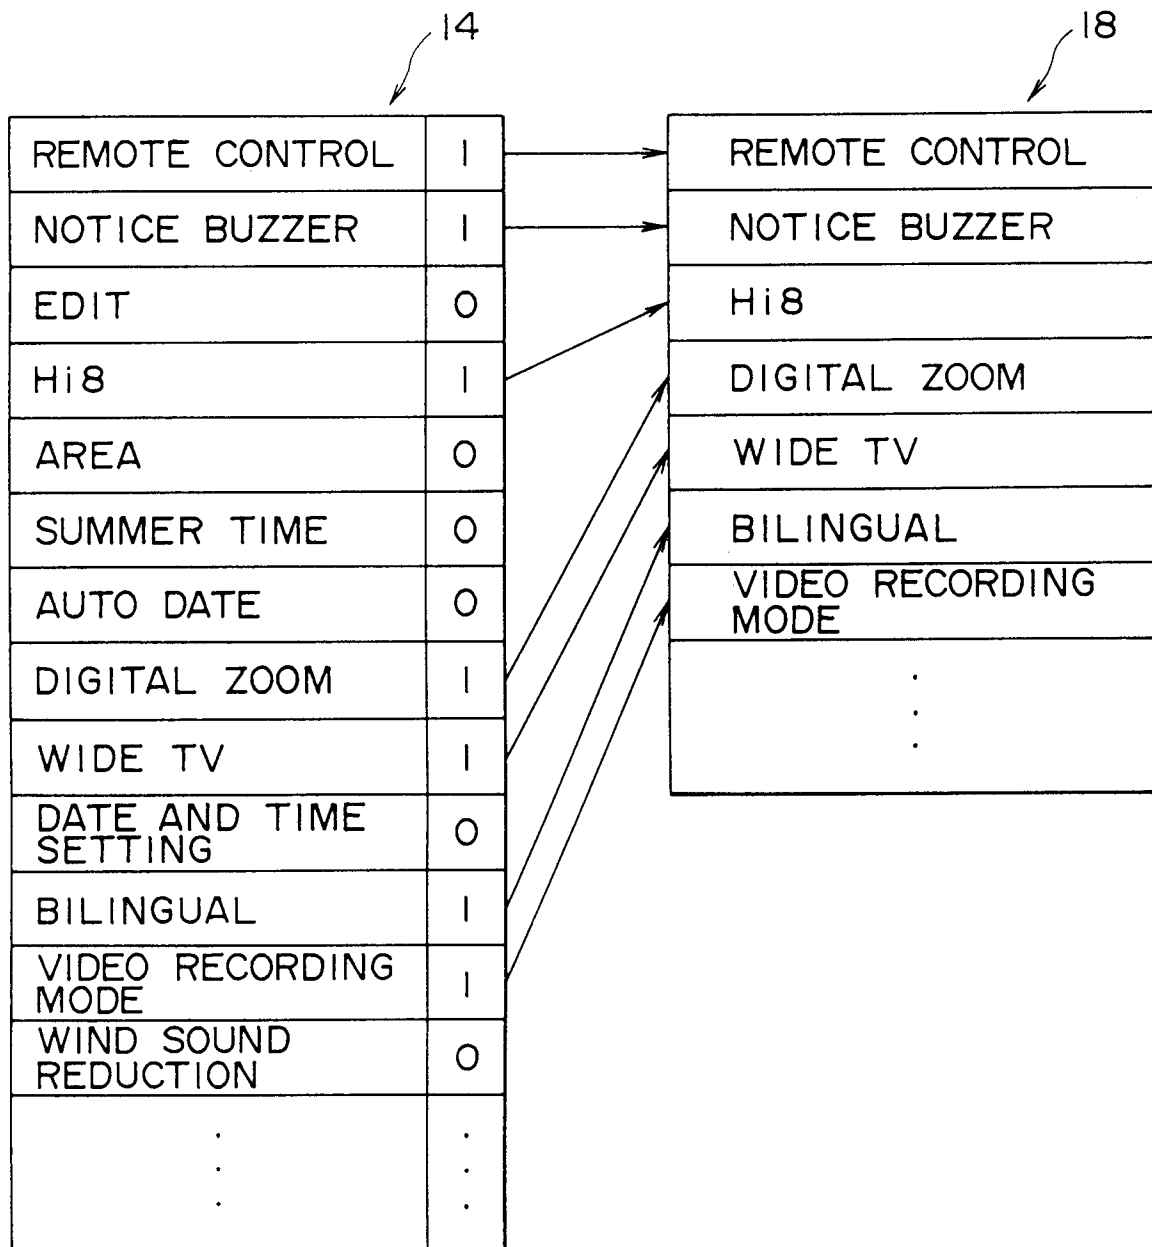 14
REMOTE CONTROL 1
NOTICE BUZZER 1
EDIT 0
Hi8 1
AREA 0
SUMMER TIME 0
AUTO DATE 0
DIGITAL ZOOM 1
WIDE TV 1
DATE AND TIME
SETTING 0
BILINGUAL 1
VIDEO RECORDING
MODE 1
WIND SOUND
REDUCTION 0
18
REMOTE CONTROL
NOTICE BUZZER
Hi8
DIGITAL ZOOM
WIDE TV
BILINGUAL
VIDEO RECORDING
MODE